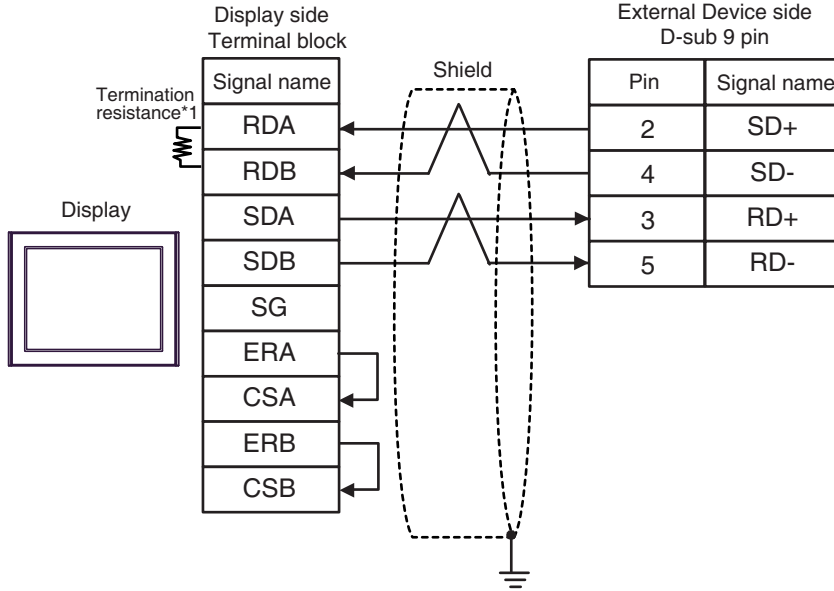 Display side
Terminal block
External Device side
D-sub 9 pin
Termination
resistance*1
Shield
Display
Signal name
RDA
RDB
SDA
SDB
SG
ERA
CSA
ERB
CSB
Pin Signal name
2 SD+
4 SD-
3 RD+
5 RD-